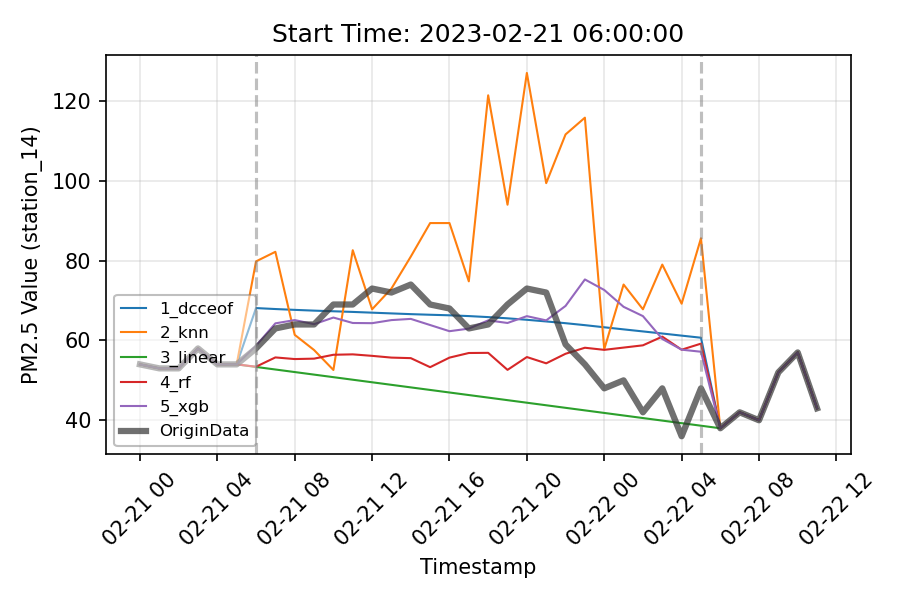 Start Time: 2023-02-21 06:00:00
PM2.5 Value (station_14)
120
100
80
60
40
1_dcceof
2_knn
3_linear
4_rf
5_xgb
OriginData
02-21 00
02-21 04
02-21 08
02-21 12
02-21 16
02-21 20
02-22 00
02-22 04
02-22 08
02-22 12
Timestamp